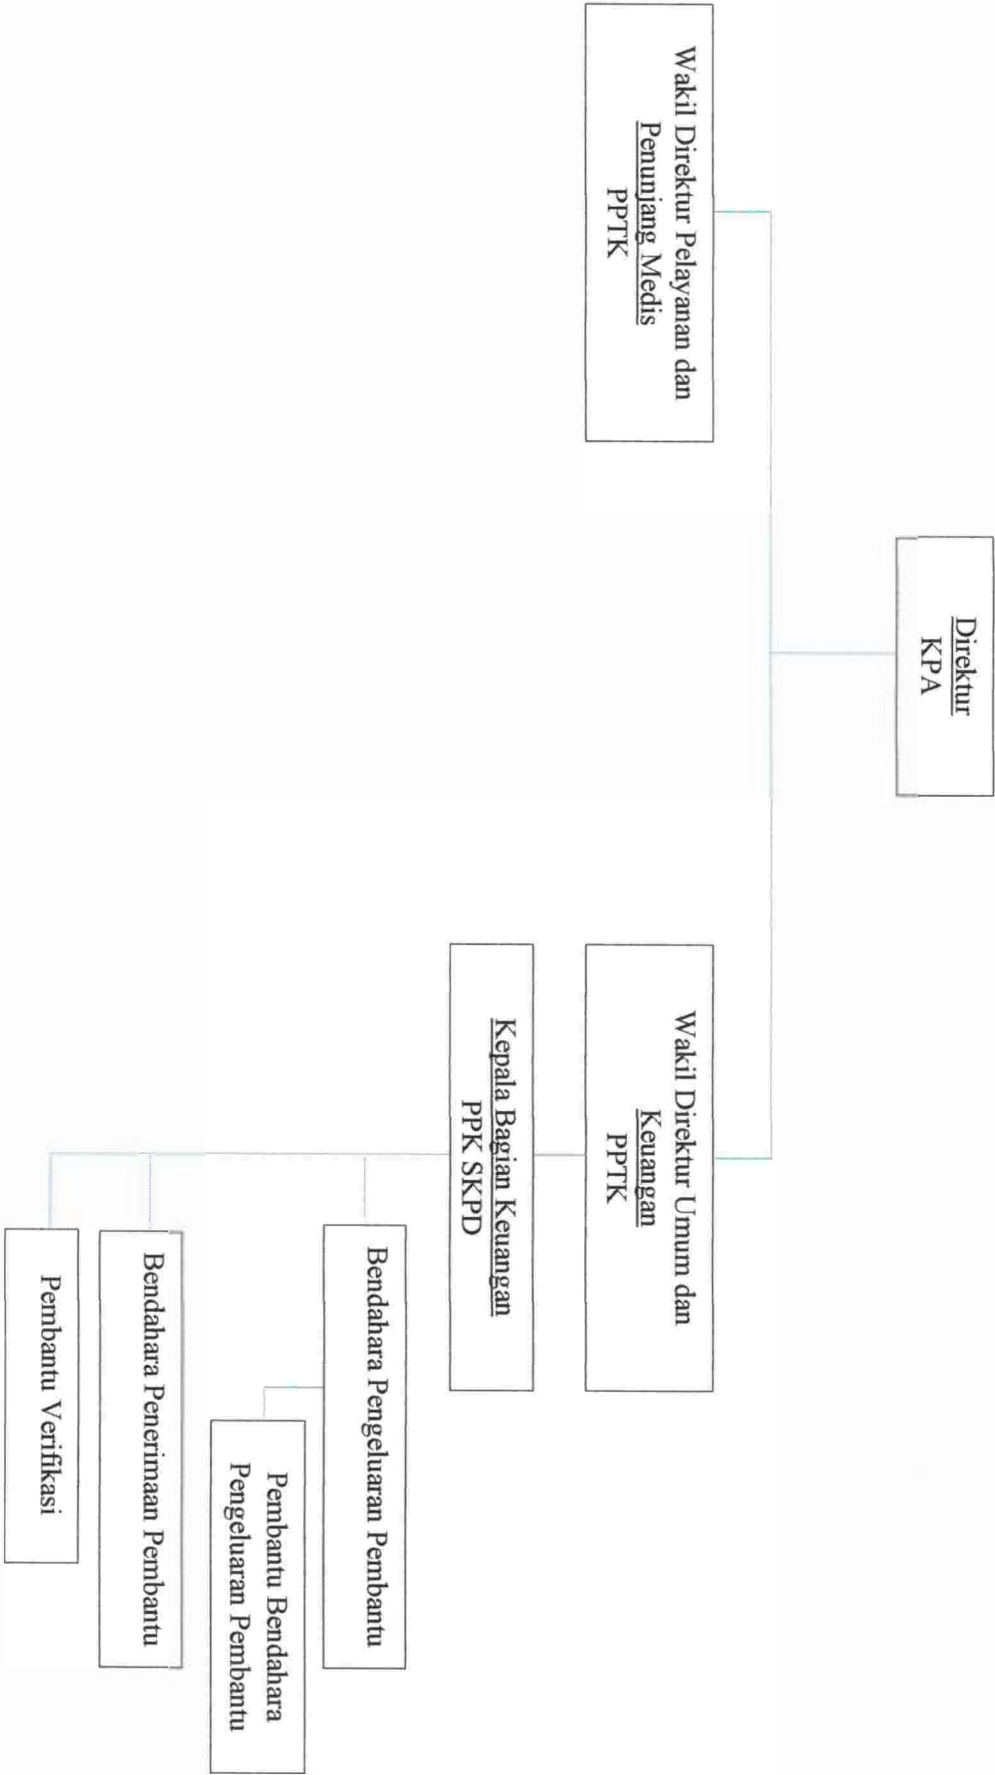 Direktur
KPA
Wakil Direktur Pelayanan dan
Penunjang Medis
PPTK
Wakil Direktur Umum dan
Keuangan
PPTK
Kepala Bagian Keuangan
PPK SKPD
Bendahara Pengeluaran Pembantu
Pembantu Bendahara
Pengeluaran Pembantu
Bendahara Penerimaan Pembantu
Pembantu Verifikasi